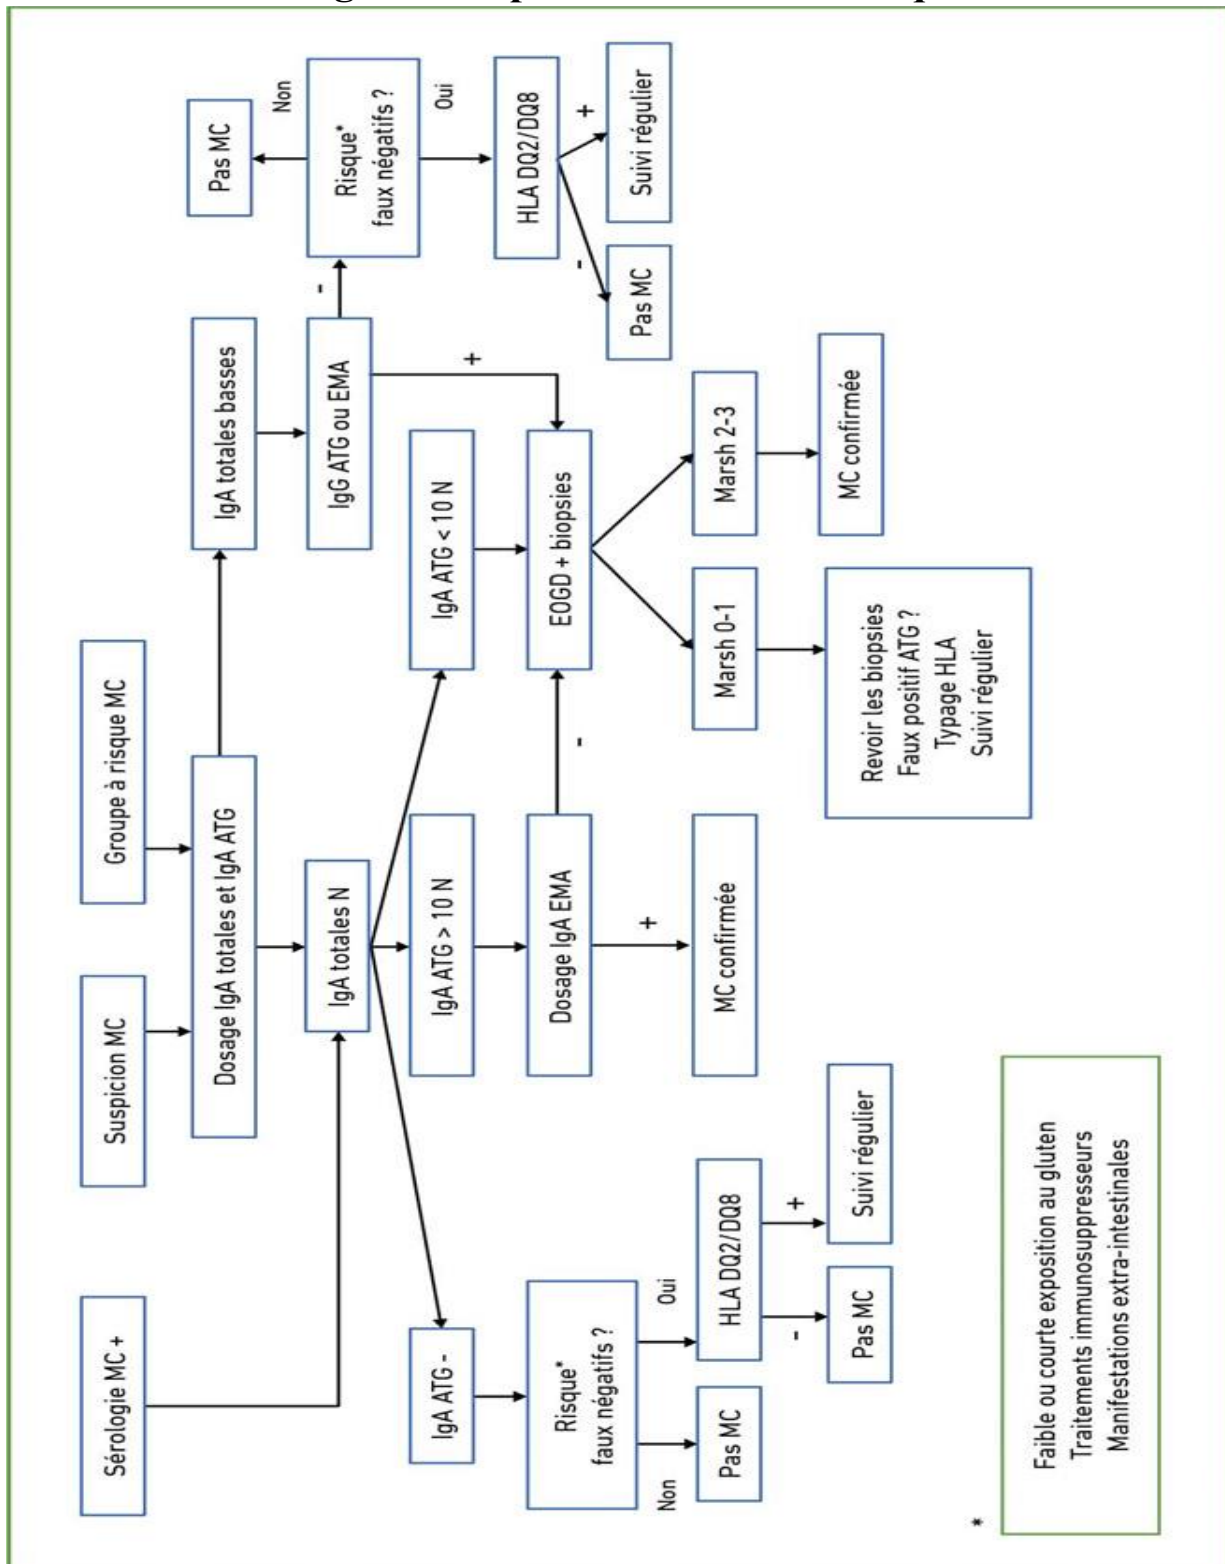 Sérologie MC +
Suspicion MC
Groupe à risque MC
Dosage IgA totales et IgA ATG
IgA totales basses
Pas MC
Non
IgA totales N
IgG ATG ou EMA
-
Risque*
faux négatifs ?
IgA ATG -
IgA ATG > 10 N
IgA ATG < 10 N
+
Oui
Risque*
faux négatifs ?
Dosage IgA EMA
-
EOGD + biopsies
HLA DQ2/DQ8
-
+
Non
Oui
+
Pas MC
Suivi régulier
Pas MC
HLA DQ2/DQ8
MC confirmée
Marsh 0-1
Marsh 2-3
-
+
Pas MC
Suivi régulier
Revoir les biopsies
Faux positif ATG ?
Typage HLA
Suivi régulier
MC confirmée
*
Faible ou courte exposition au gluten
Traitements immunosuppresseurs
Manifestations extra-intestinales